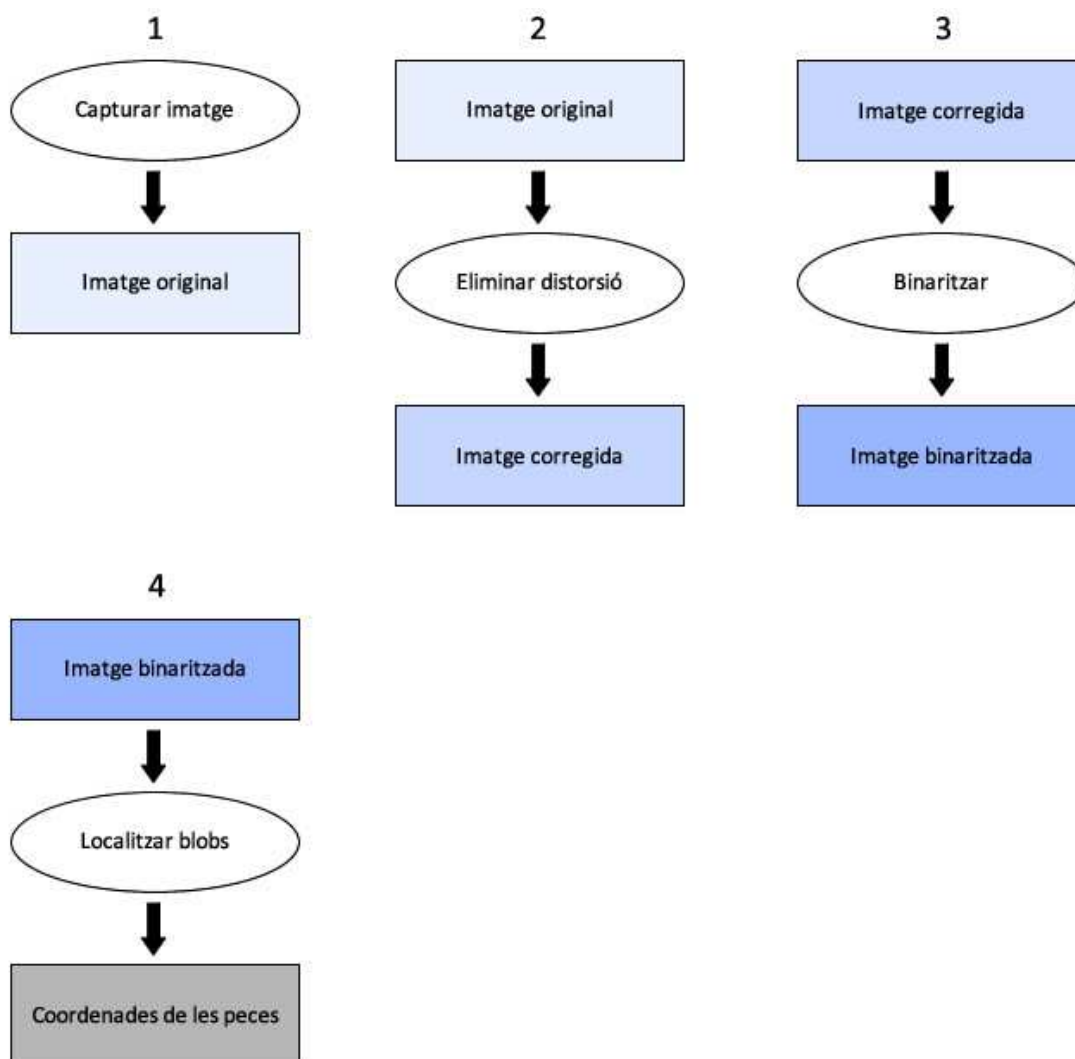 1
Capturar imatge
Imatge original
2
Imatge original
Eliminar distorsió
Imatge corregida
3
Imatge corregida
Binaritzar
Imatge binaritzada
4
Imatge binaritzada
Localitzar blobs
Coordenades de les peces